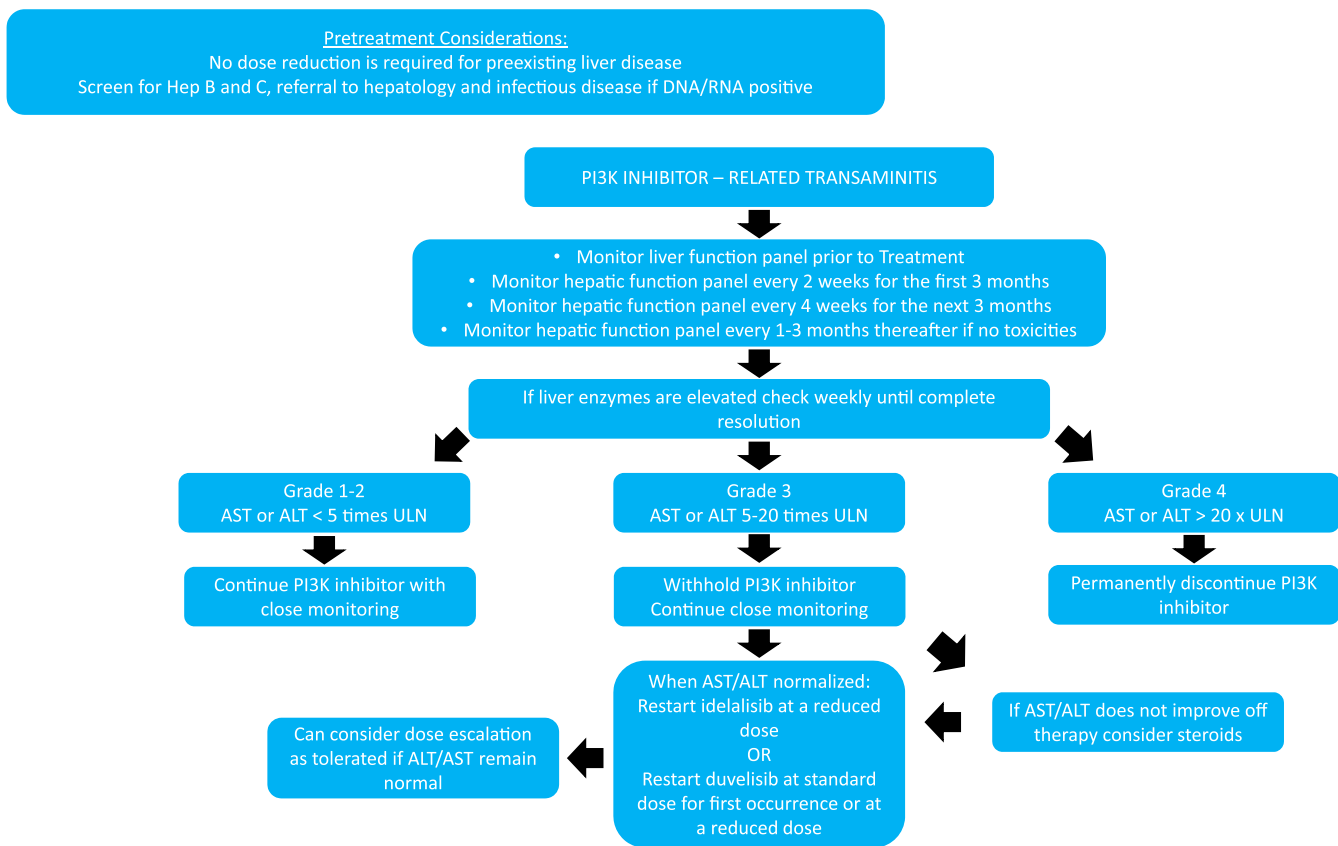 Pretreatment Considerations:
No dose reduction is required for preexisting liver disease
Screen for Hep B and C, referral to hepatology and infectious disease if DNA/RNA positive
PI3K INHIBITOR – RELATED TRANSAMINITIS
• Monitor liver function panel prior to Treatment
• Monitor hepatic function panel every 2 weeks for the first 3 months
• Monitor hepatic function panel every 4 weeks for the next 3 months
• Monitor hepatic function panel every 1-3 months thereafter if no toxicities
If liver enzymes are elevated check weekly until complete
resolution
Grade 1-2
AST or ALT < 5 times ULN
Grade 3
AST or ALT 5-20 times ULN
Grade 4
AST or ALT > 20 x ULN
Continue PI3K inhibitor with
close monitoring
Withhold PI3K inhibitor
Continue close monitoring
Permanently discontinue PI3K
inhibitor
When AST/ALT normalized:
Restart idelalisib at a reduced
dose
OR
Restart duvelisib at standard
dose for first occurrence or at
a reduced dose
If AST/ALT does not improve off
therapy consider steroids
Can consider dose escalation
as tolerated if ALT/AST remain
normal